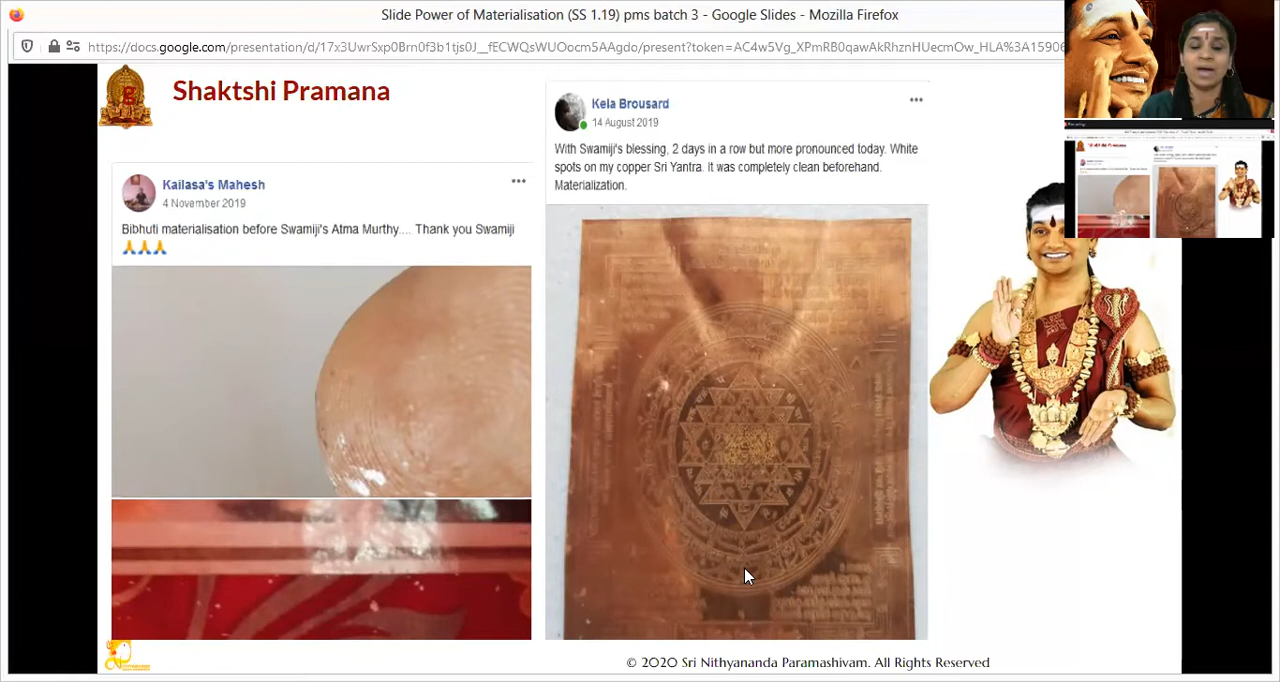 Slide Power of Materialisation (SS 1.19) pms batch 3 - Google Slides - Mozilla Firefox
https://docs.google.com/presentation/d/17x3UwrSxp0Brn0f3b1tjs0J__fECWQsWUOocm5AAgdo/present?token=AC4w5Vg_XPmRB0qawAkRhznHUecmOw_HLA%3A15906
Shaktshi Pramana
Kailasa's Mahesh
4 November 2019
Bibhuti materialisation before Swamiji's Atma Murthy.... Thank you Swamiji
🙏🙏🙏
Kela Brousard
14 August 2019
With Swamiji's blessing, 2 days in a row but more pronounced today. White
spots on my copper Sri Yantra. It was completely clean beforehand.
Materialization.
© 2020 Sri Nithyananda Paramashivam. All Rights Reserved